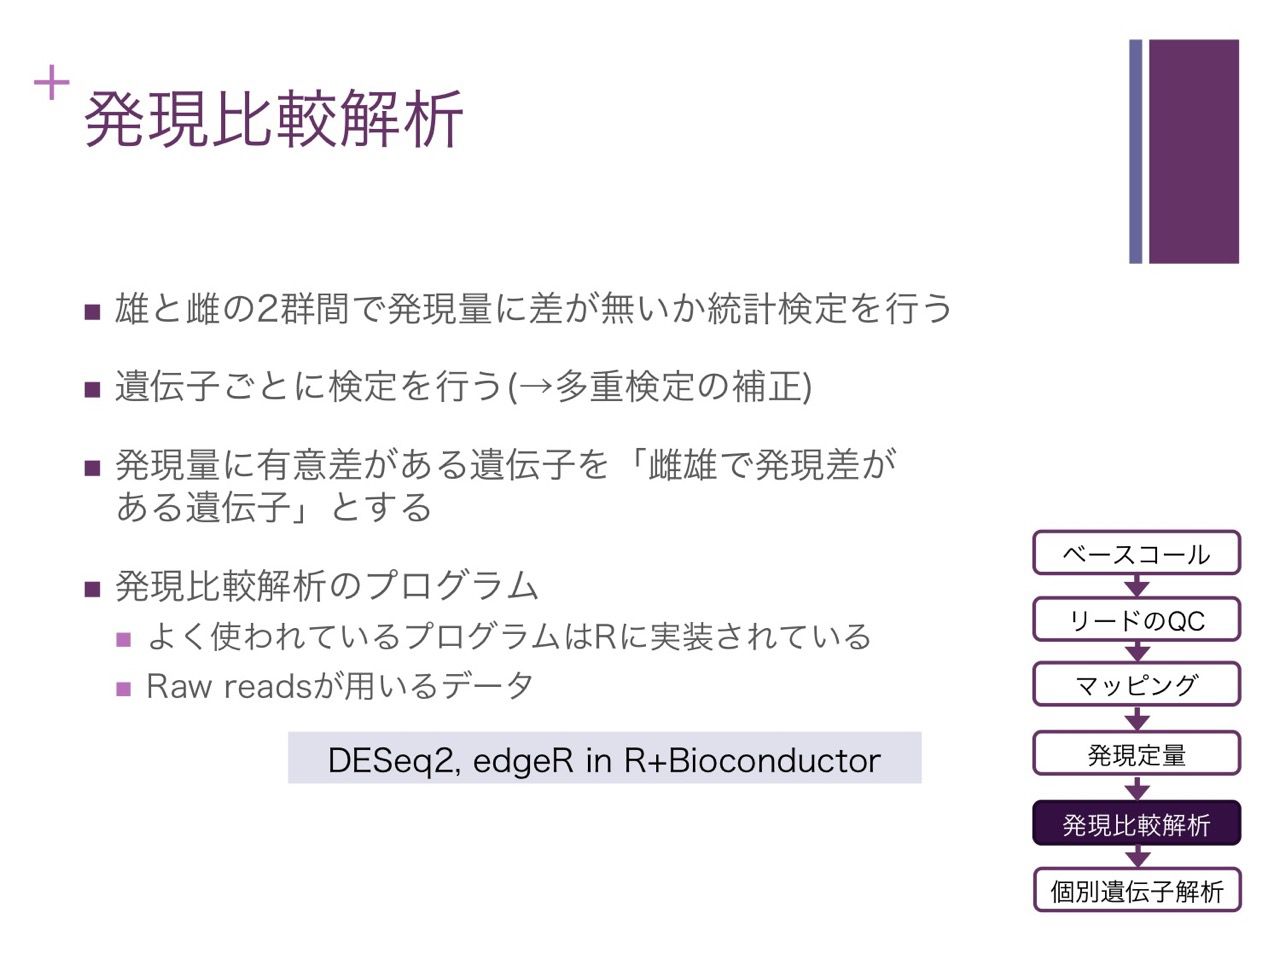 +
発現比較解析
■ 雄と雌の2群間で発現量に差が無いか統計検定を行う
■ 遺伝子ごとに検定を行う(→多重検定の補正)
■ 発現量に有意差がある遺伝子を「雌雄で発現差が
ある遺伝子」とする
■ 発現比較解析のプログラム
■ よく使われているプログラムはRに実装されている
■ Raw readsが用いるデータ
DESeq2, edgeR in R+Bioconductor
ベースコール
リードのQC
マッピング
発現定量
発現比較解析
個別遺伝子解析